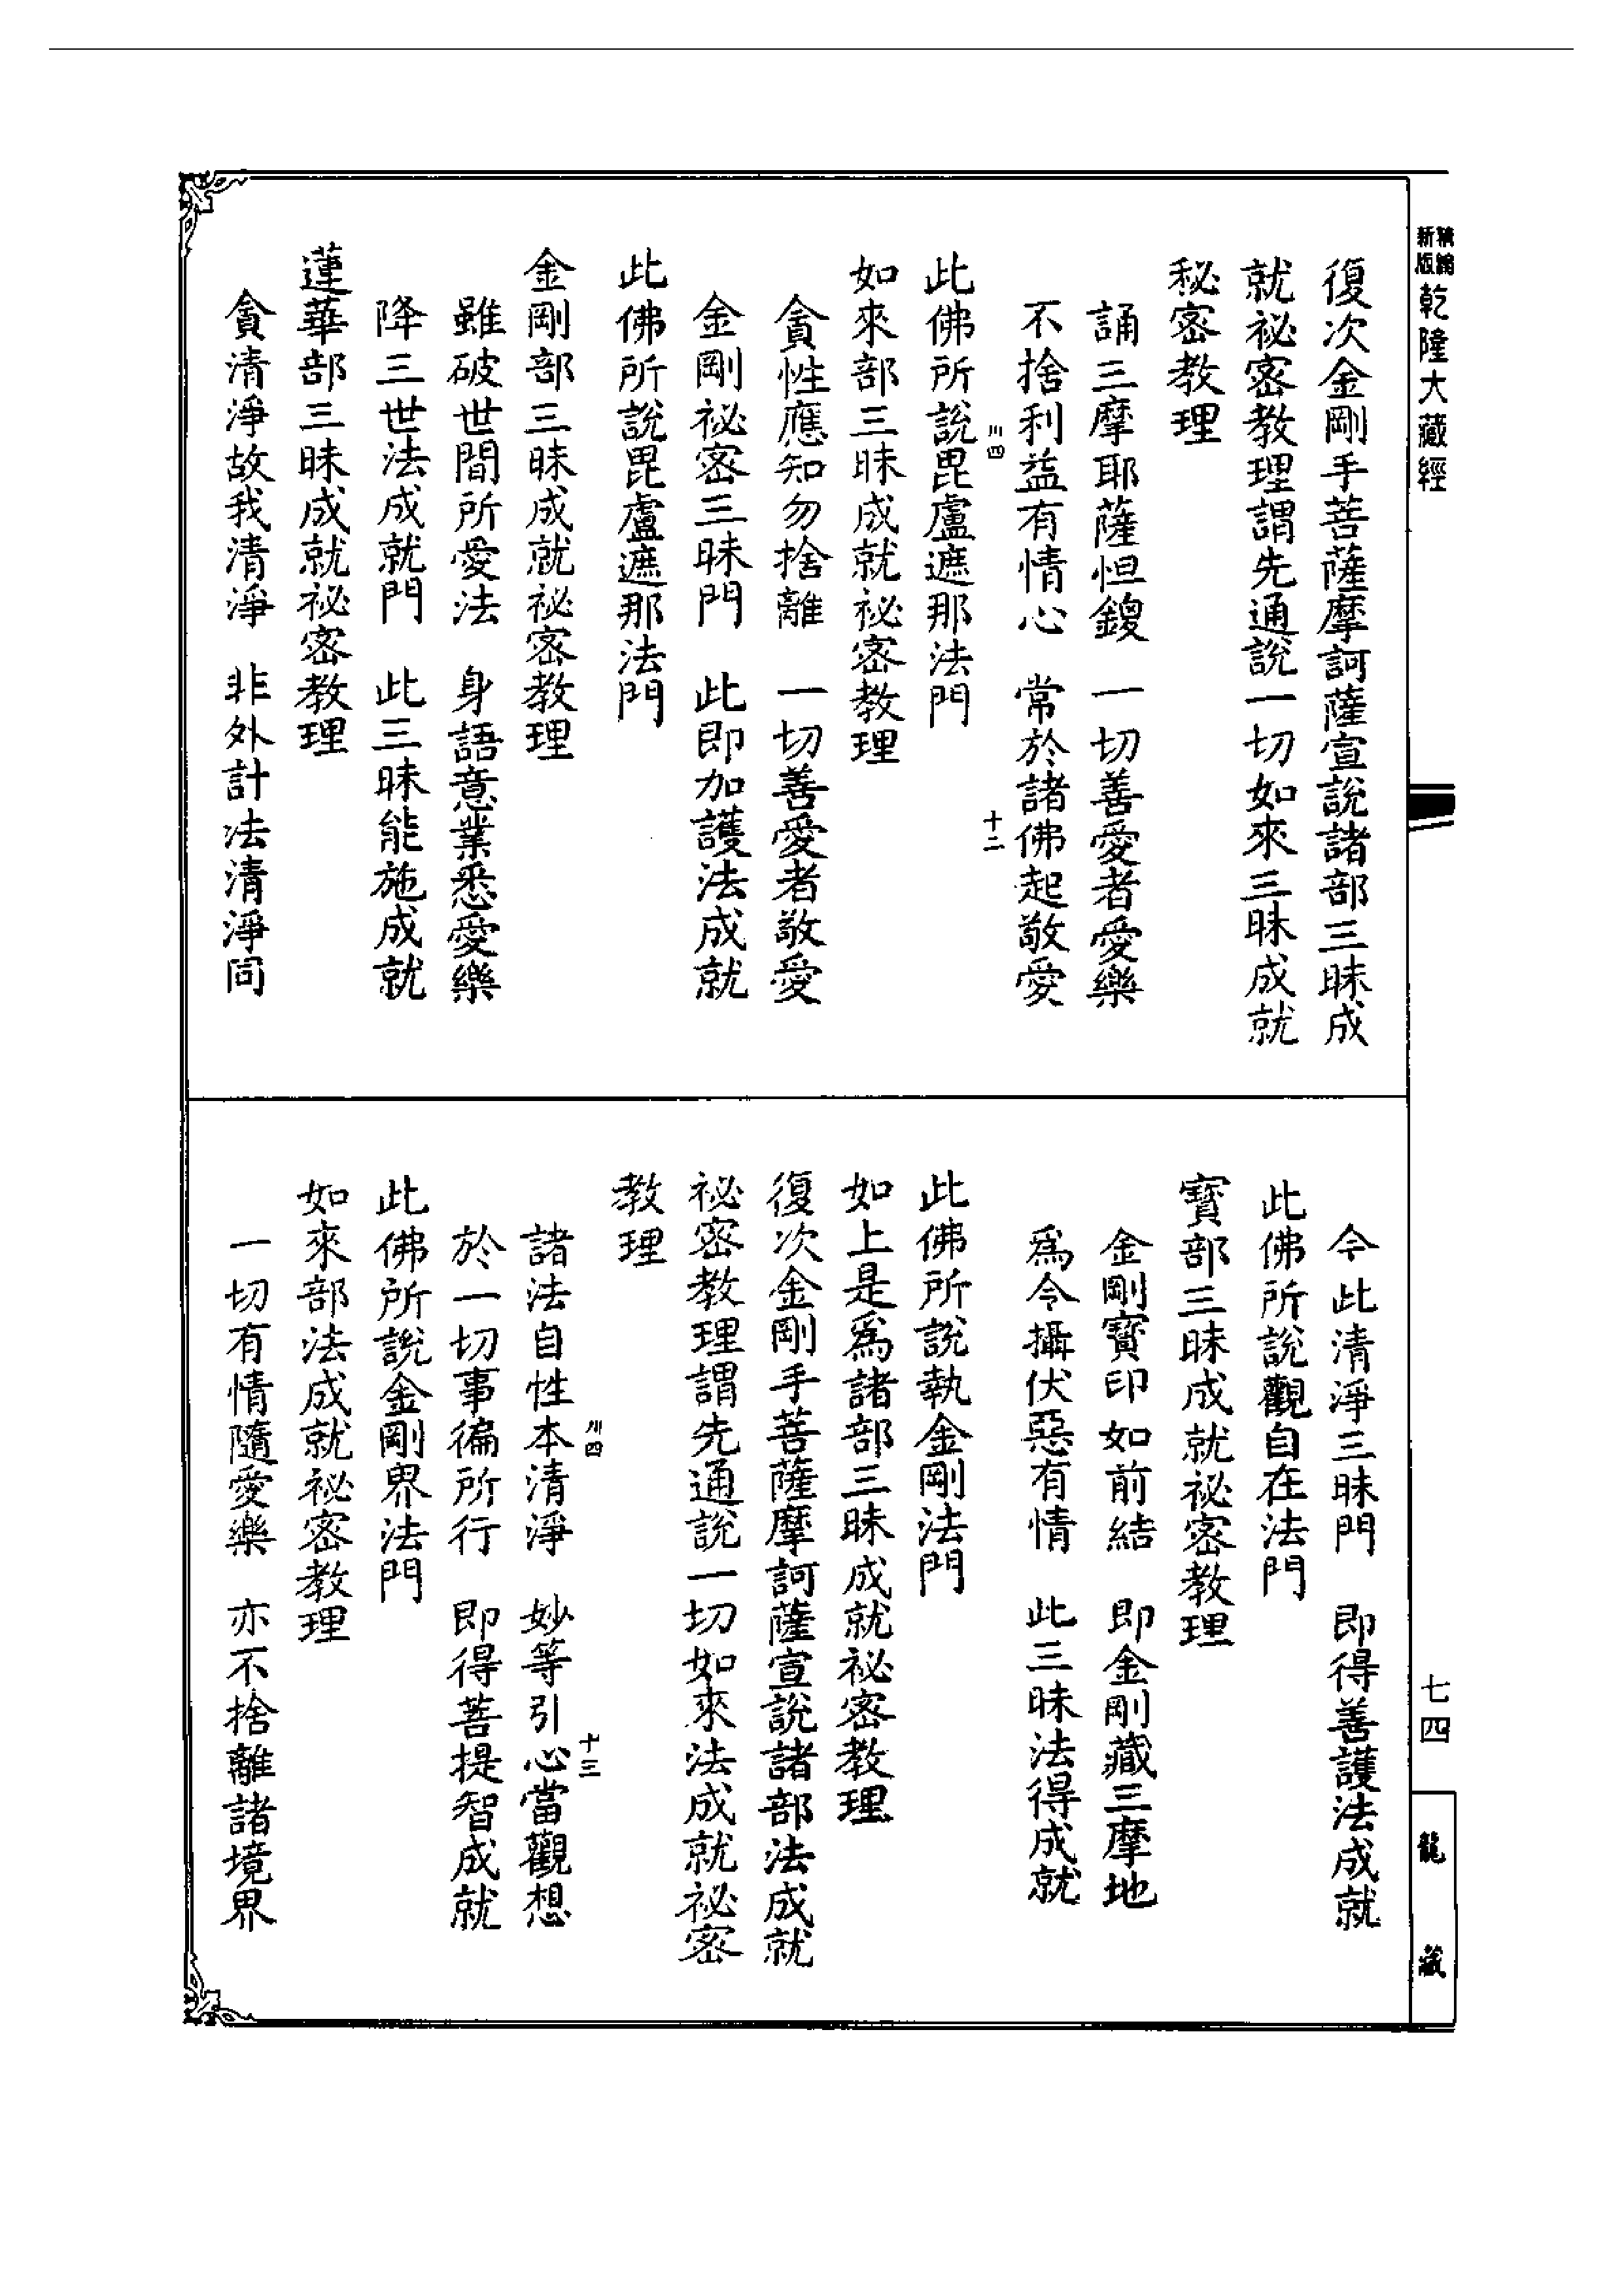 精編
新版
乾隆大藏經
七四
龍藏
復次金剛手菩薩摩訶薩宣說諸部三昧成
就祕密教理謂先通說一切如來三昧成就
秘密教理
誦三摩耶薩怛鑁　一切善愛者愛樂
不捨利益有情心　常於諸佛起敬愛
川四
十二
此佛所說毘盧遮那法門
如來部三昧成就祕密教理
貪性應知勿捨離　一切善愛者敬愛
金剛祕密三昧門　此即加護法成就
此佛所說毘盧遮那法門
金剛部三昧成就祕密教理
雖破世間所愛法　身語意業悉愛樂
降三世法成就門　此三昧能施成就
蓮華部三昧成就祕密教理
貪清淨故我清淨　非外計法清淨同
今此清淨三昧門　即得善護法成就
此佛所說觀自在法門
寶部三昧成就祕密教理
金剛寶印如前結　即金剛藏三摩地
爲令攝伏惡有情　此三昧法得成就
此佛所說執金剛法門
如上是爲諸部三昧成就祕密教理
復次金剛手菩薩摩訶薩宣說諸部法成就
祕密教理謂先通說一切如來法成就祕密
教理
川四
十三
諸法自性本清淨　妙等引心當觀想
於一切事徧所行　即得菩提智成就
此佛所說金剛界法門
如來部法成就祕密教理
一切有情隨愛樂　亦不捨離諸境界